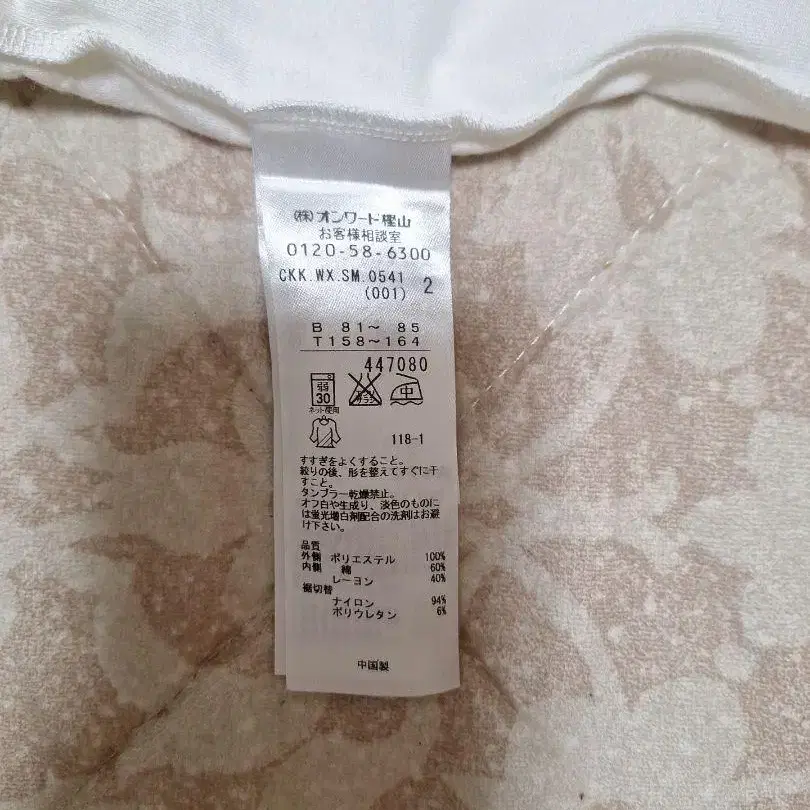 ㈱オンワード樫山
お客様相談室
0120-58-6300
CKK.WX.SM.0541 2
(001)
B 81〜 85
T158〜164
447080
弱
30
中
ネット使用
118-1
すすぎをよくすること。
絞りの後、形を整えてすぐに干
すこと。
タンブラー乾燥禁止。
オフ白や生成り、淡色のものに
は蛍光増白剤配合の洗剤はお避
け下さい。
品質
外側 ポリエステル 100%
内側 綿 60%
レーヨン 40%
裾切替
ナイロン 94%
ポリウレタン 6%
中国製